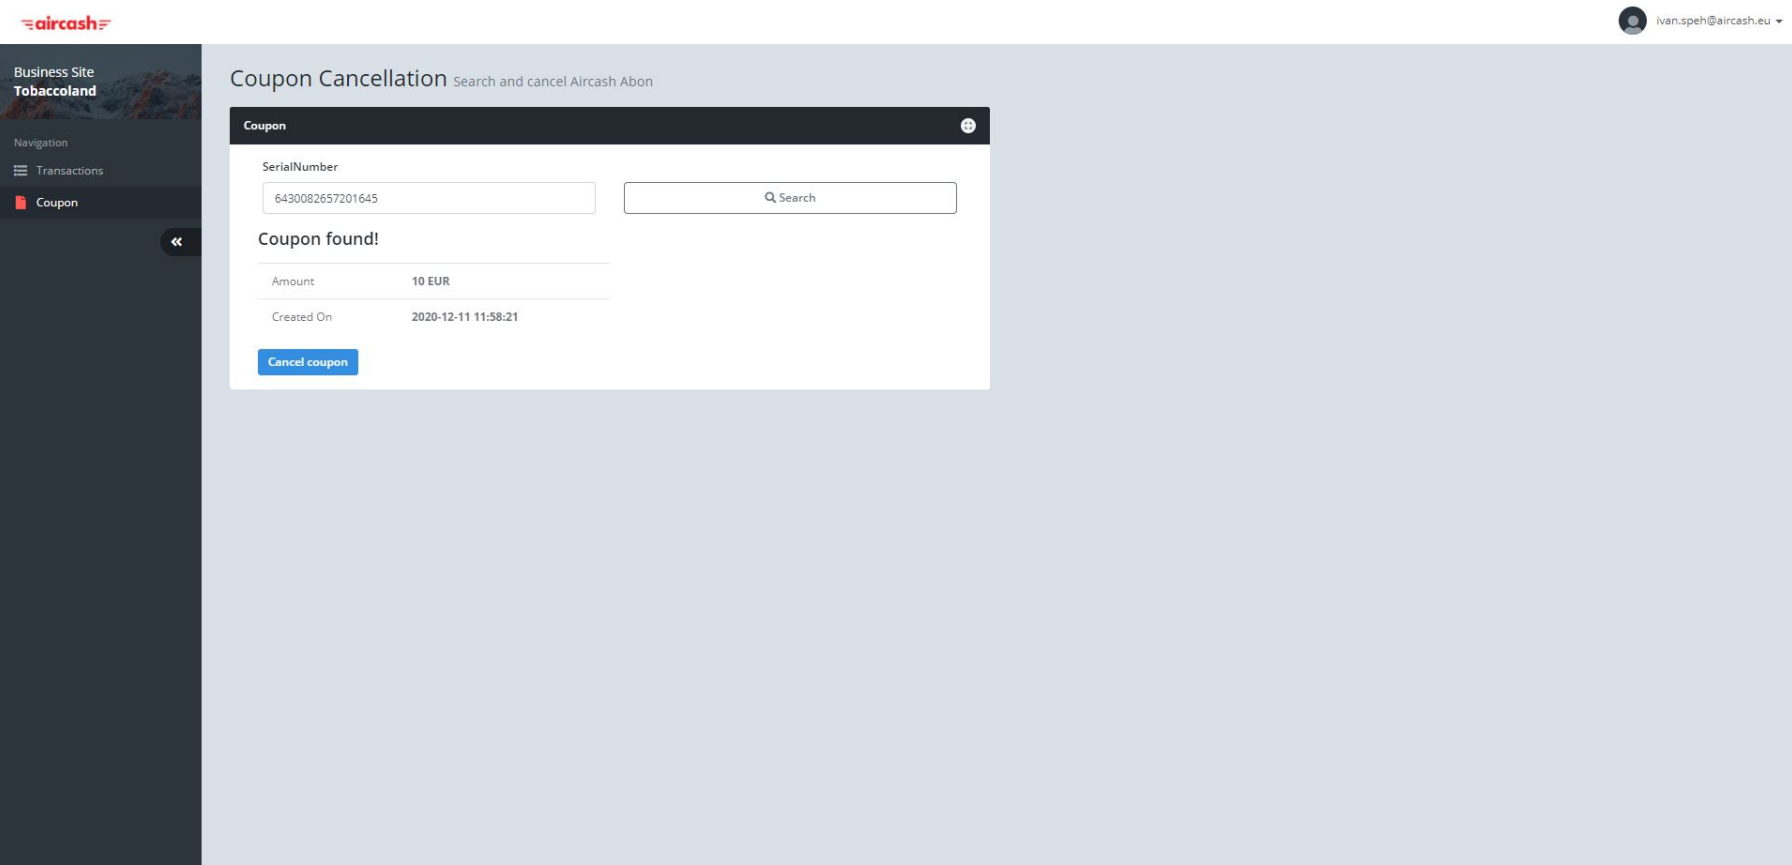 aircash
ivan.speh@aircash.eu
Business Site
Tobaccoland
Navigation
Transactions
Coupon
Coupon Cancellation Search and cancel Aircash Abon
Coupon
SerialNumber
6430082657201645
Search
Coupon found!
Amount 10 EUR
Created On 2020-12-11 11:58:21
Cancel coupon